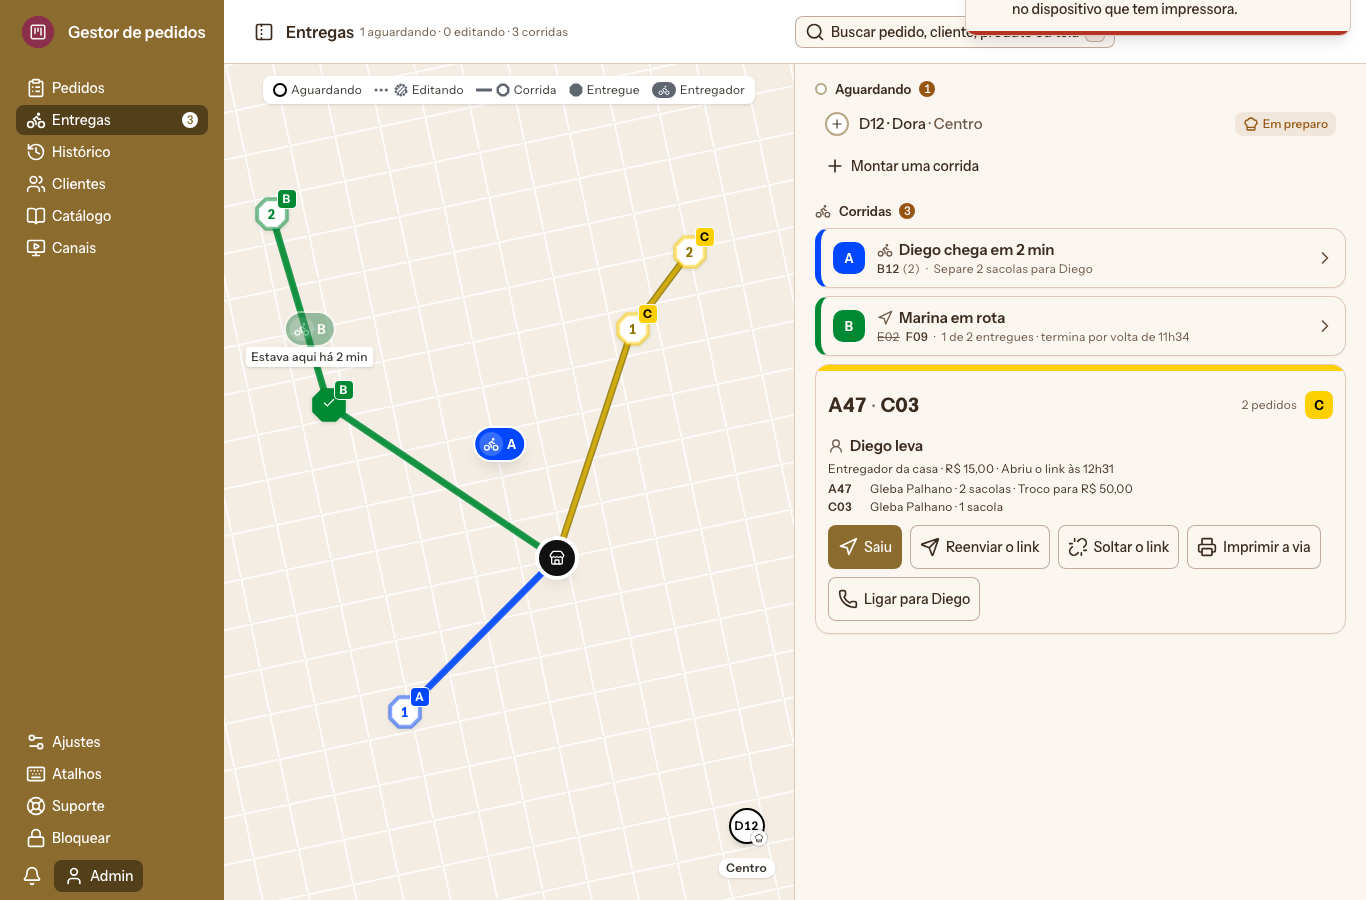 Gestor de pedidos
Pedidos
Entregas 3
Histórico
Clientes
Catálogo
Canais
Ajustes
Atalhos
Suporte
Bloquear
Admin
Entregas 1 aguardando · 0 editando · 3 corridas
Buscar pedido, cliente,
no dispositivo que tem impressora.
Aguardando Editando Corrida Entregue Entregador
B
2
C
2
C
1
B
Estava aqui há 2 min
B
A
A
1
D12
Centro
Aguardando 1
D12 · Dora · Centro Em preparo
Montar uma corrida
Corridas 3
A Diego chega em 2 min
B12 (2) · Separe 2 sacolas para Diego
B Marina em rota
E02 F09 · 1 de 2 entregues · termina por volta de 11h34
A47 · C03 2 pedidos C
Diego leva
Entregador da casa · R$ 15,00 · Abriu o link às 12h31
A47 Gleba Palhano · 2 sacolas · Troco para R$ 50,00
C03 Gleba Palhano · 1 sacola
Saiu Reenviar o link Soltar o link Imprimir a via
Ligar para Diego